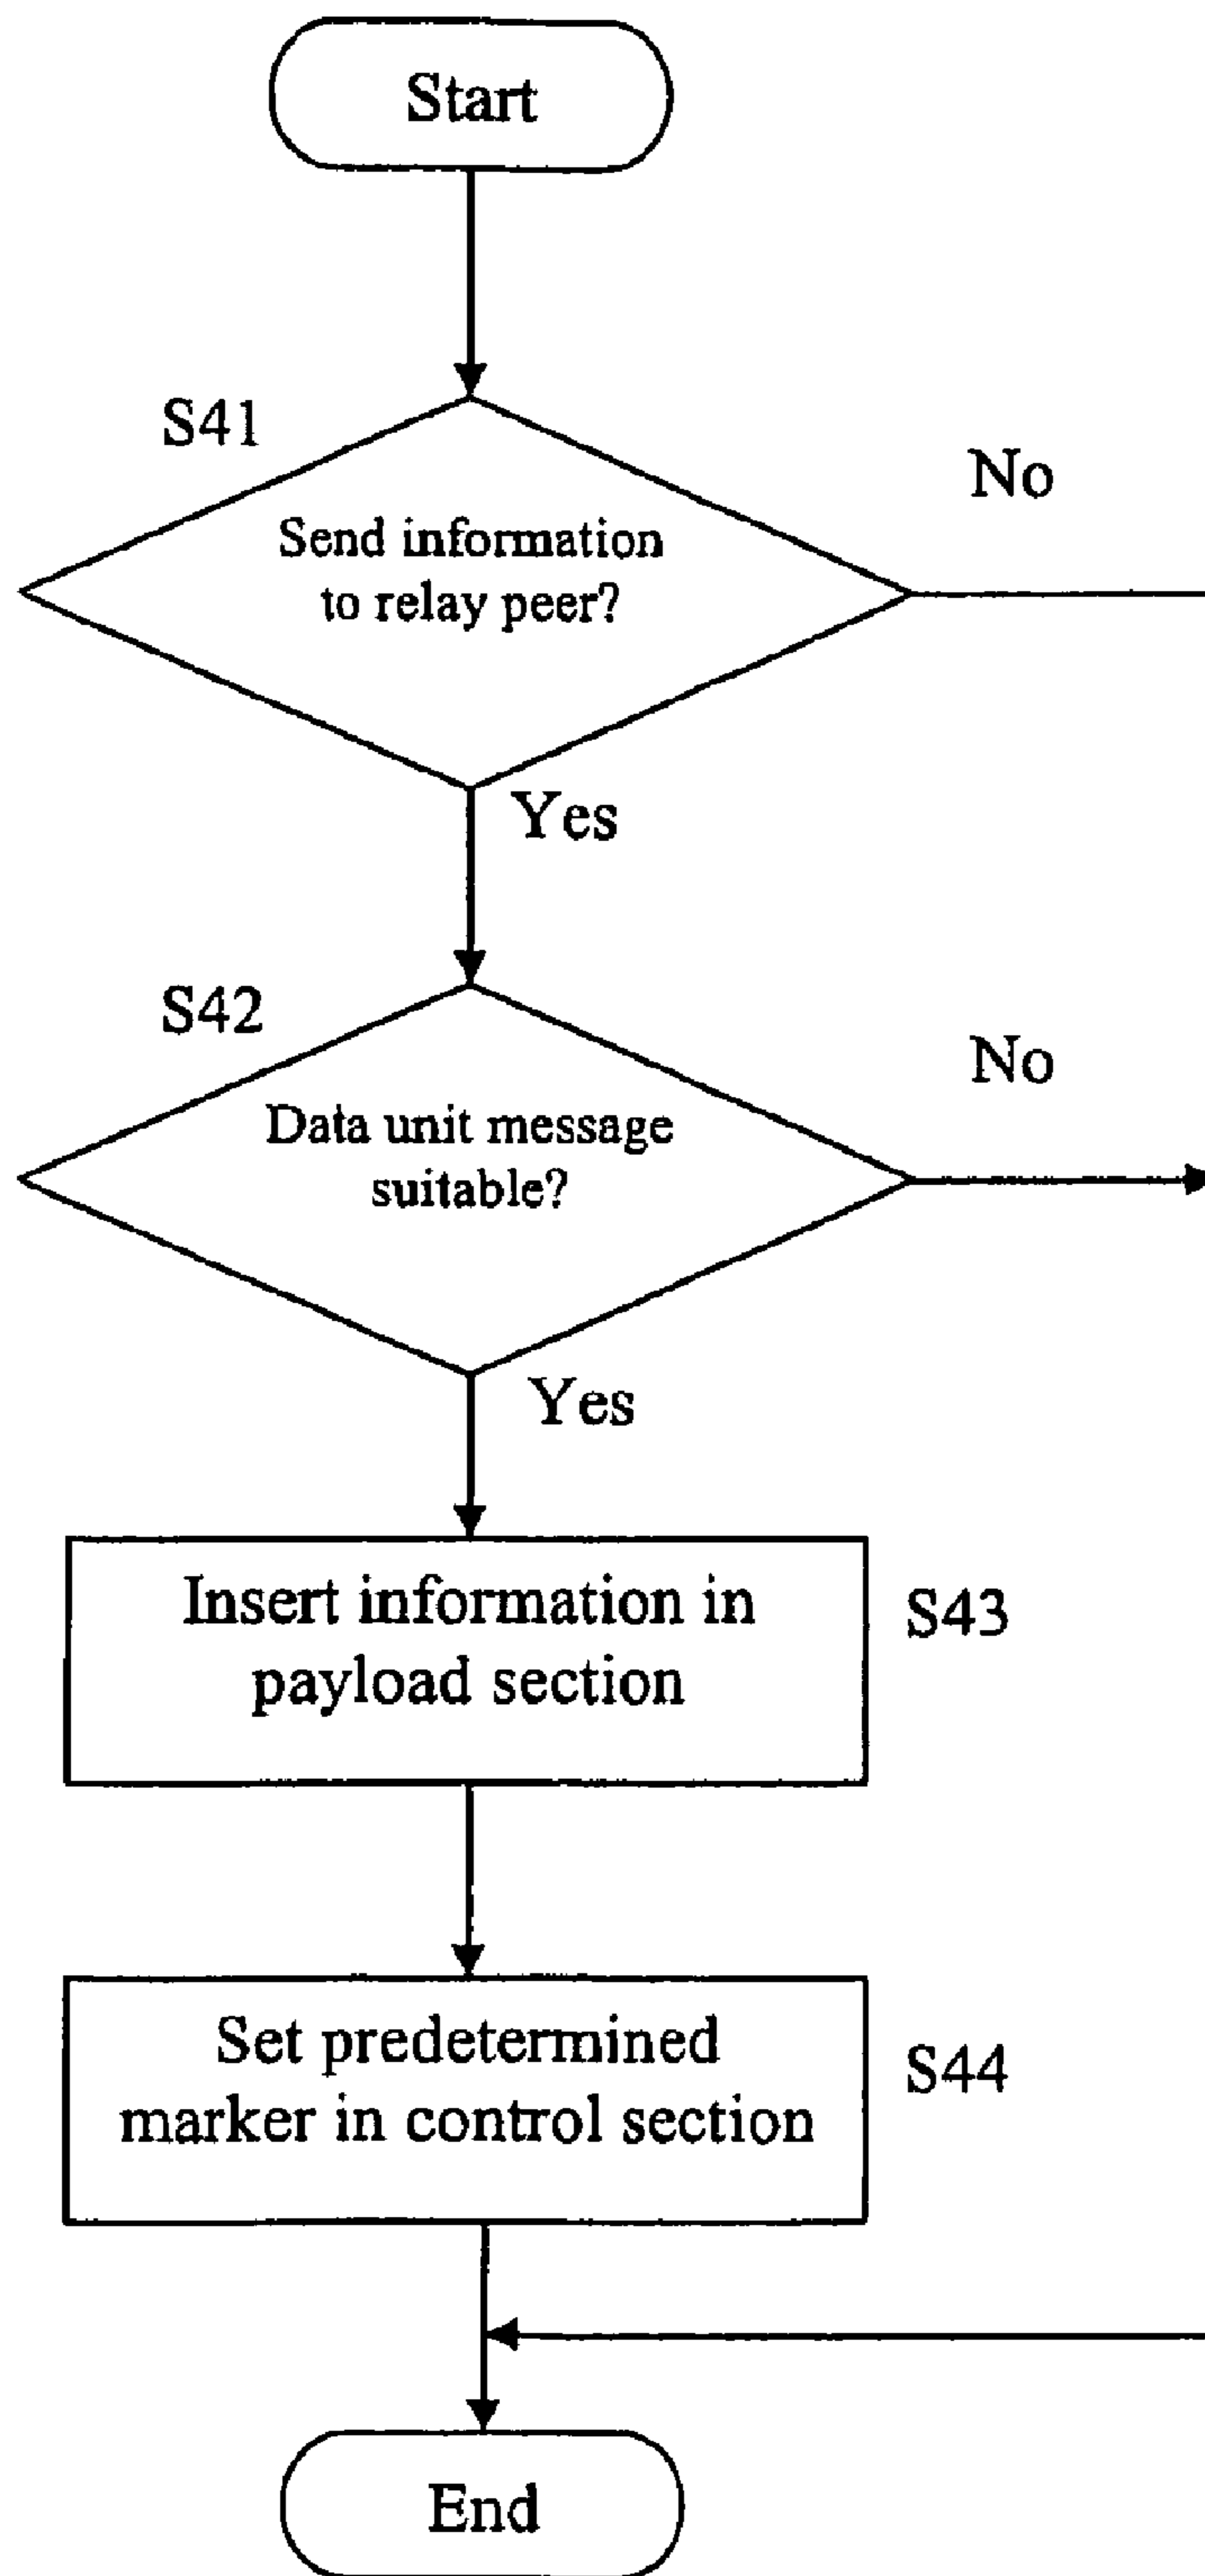 Start
S41
No
Send information
to relay peer?
Yes
S42
No
Data unit message
suitable?
Yes
Insert information in
payload section
S43
Set predetermined
marker in control section
S44
End